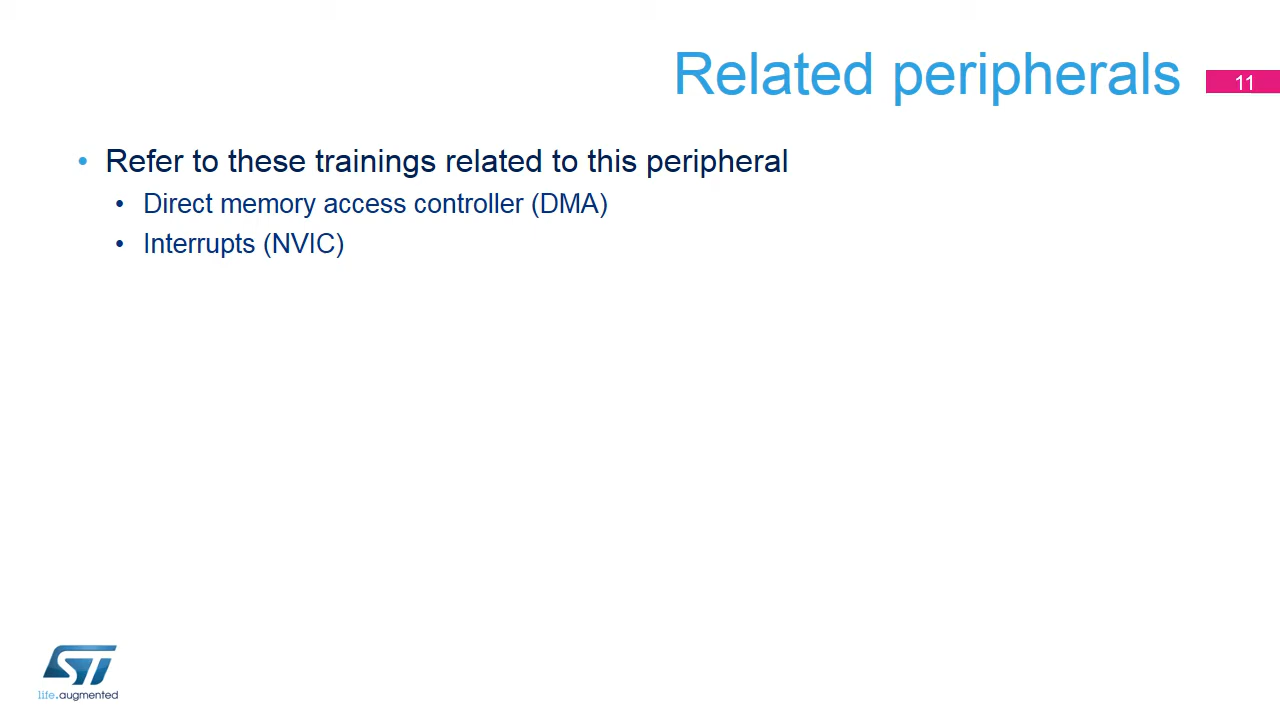 Related peripherals
11
• Refer to these trainings related to this peripheral
• Direct memory access controller (DMA)
• Interrupts (NVIC)
ST
life.augmented